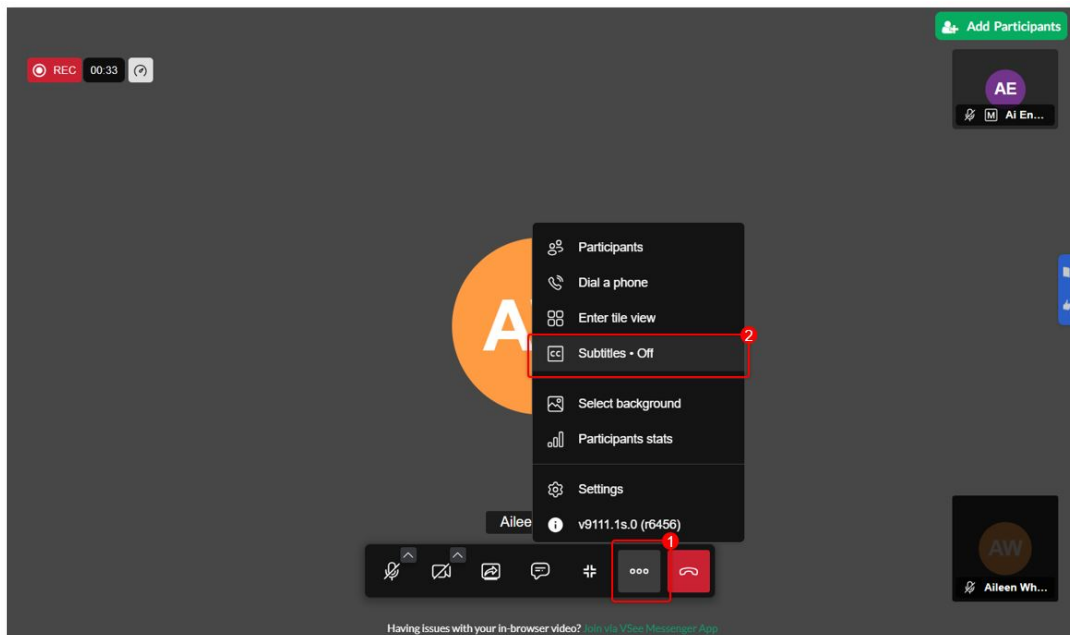 Add Participants
REC 00:33
AE
M Ai En...
Participants
Dial a phone
Enter tile view
2
CC Subtitles • Off
A
Select background
Participants stats
Settings
Ailee
v9111.1s.0 (r6456)
1
AW
Aileen Wh...
Having issues with your in-browser video? Join via VSee Messenger App